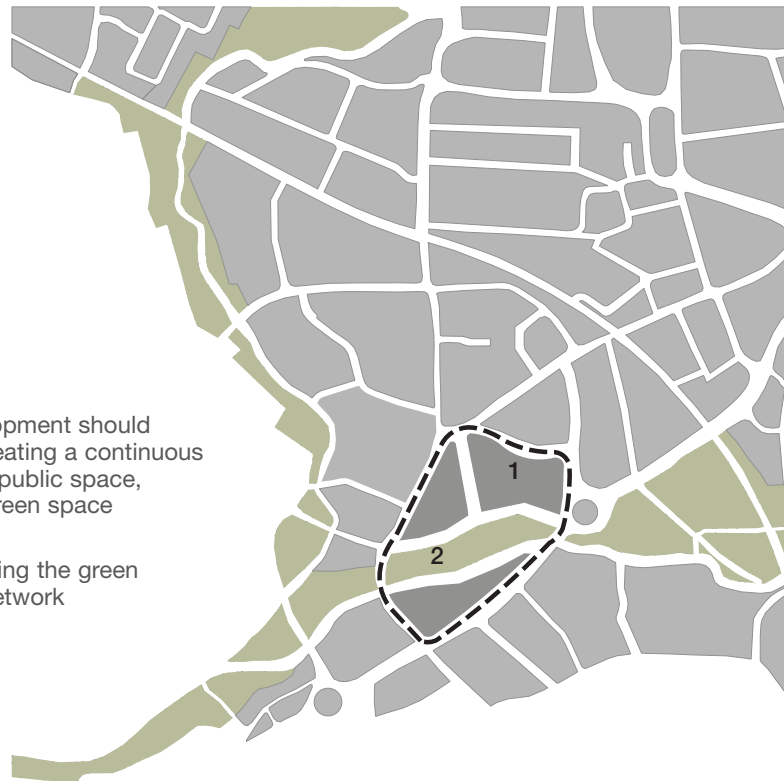 opment should
eating a continuous
public space,
reen space
ing the green
etwork
1
2